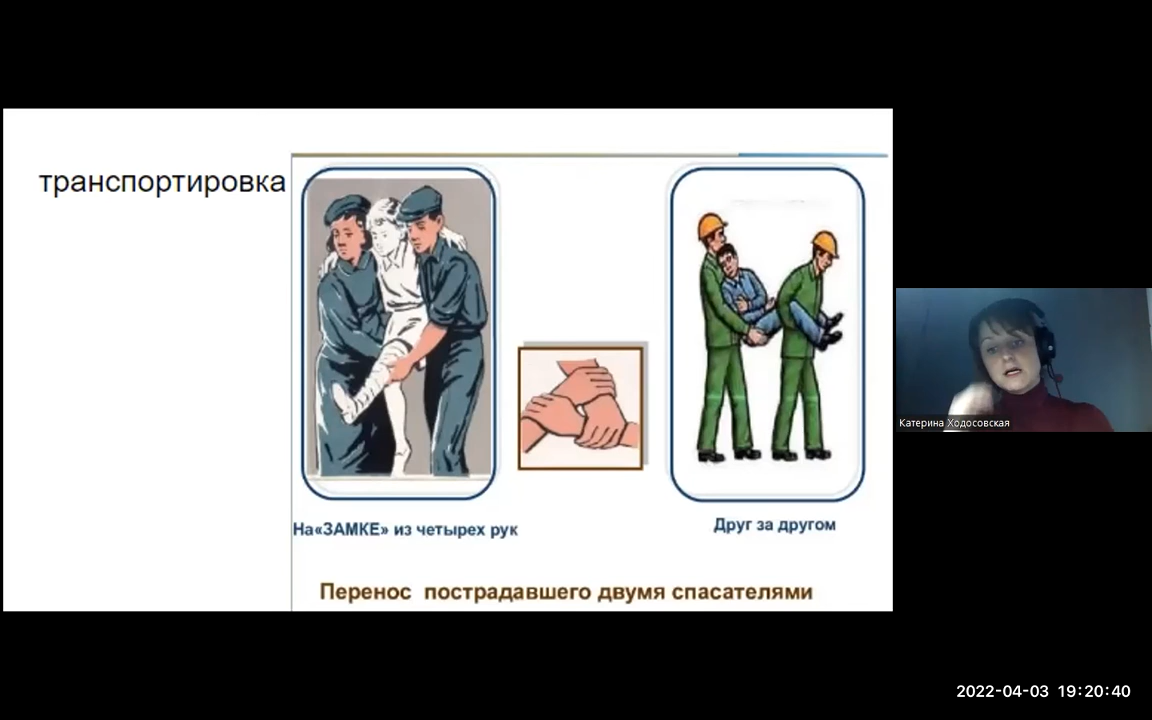 транспортировка
На«ЗАМКЕ» из четырех рук
Друг за другом
Перенос пострадавшего двумя спасателями
Катерина Ходосовская
2022-04-03 19:20:40